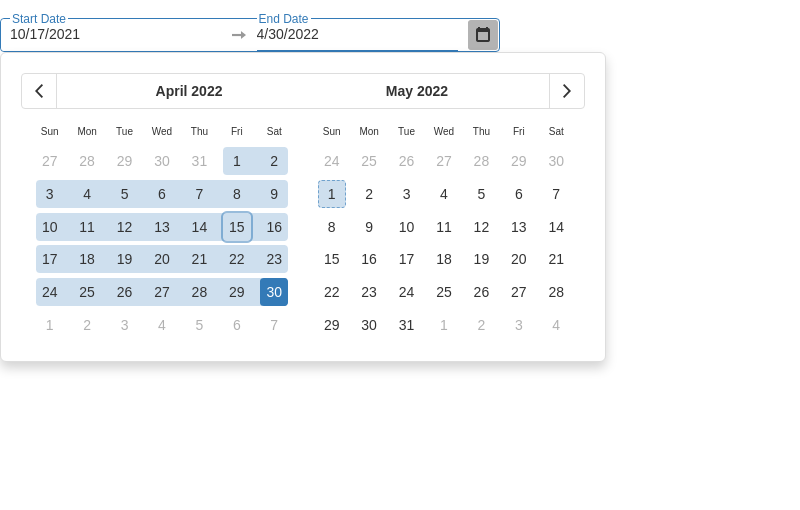 Start Date End Date
10/17/2021 4/30/2022
April 2022 May 2022
Sun Mon Tue Wed Thu Fri Sat Sun Mon Tue Wed Thu Fri Sat
27 28 29 30 31 1 2 24 25 26 27 28 29 30
3 4 5 6 7 8 9 1 2 3 4 5 6 7
10 11 12 13 14 15 16 8 9 10 11 12 13 14
17 18 19 20 21 22 23 15 16 17 18 19 20 21
24 25 26 27 28 29 30 22 23 24 25 26 27 28
1 2 3 4 5 6 7 29 30 31 1 2 3 4